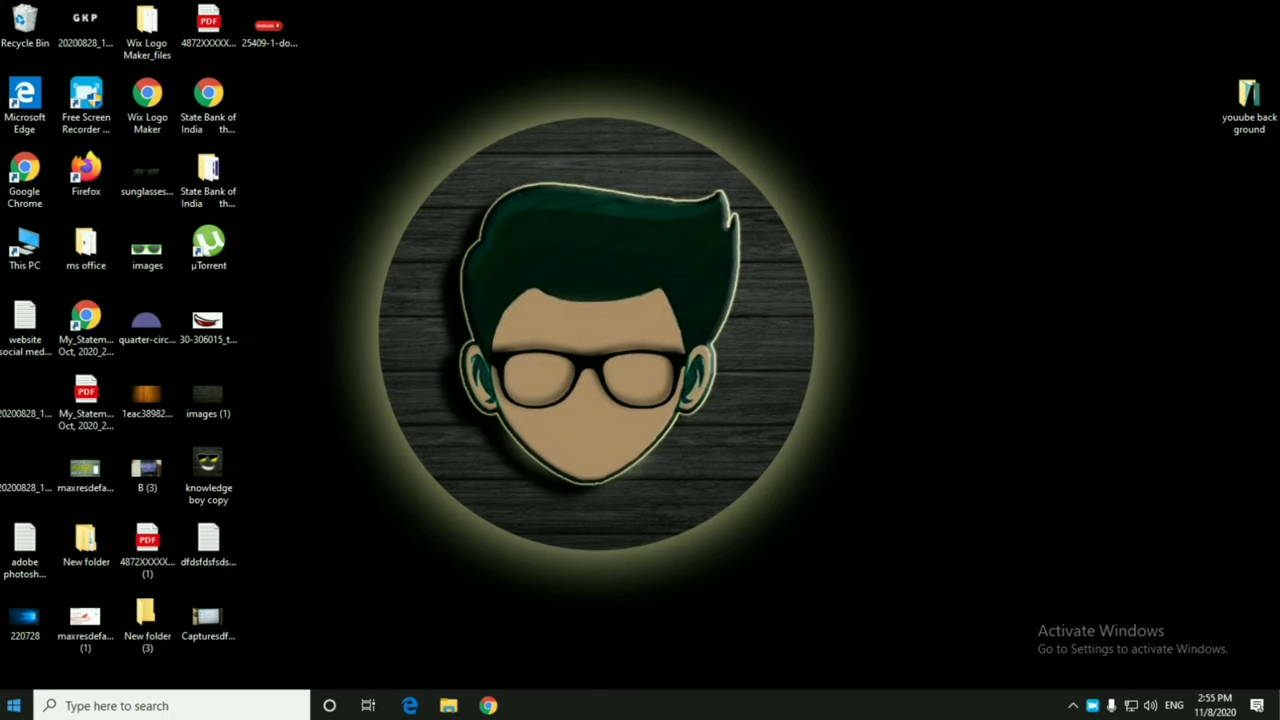 Recycle Bin
GKP
20200828_1...
Wix Logo
Maker_files
PDF
4872XXXXX...
25409-1-do...
Microsoft
Edge
Free Screen
Recorder ...
Wix Logo
Maker
State Bank of
India th...
Google
Chrome
Firefox
sunglasses...
State Bank of
India th...
This PC
ms office
images
µTorrent
website
social med...
My_Statem...
Oct, 2020_2...
quarter-circ...
30-306015_t...
20200828_1...
PDF
My_Statem...
Oct, 2020_2...
1eac38982...
images (1)
20200828_1...
maxresdefa...
B (3)
knowledge
boy copy
adobe
photosh...
New folder
PDF
4872XXXXX...
(1)
dfdsfdsfsds...
220728
maxresdefa...
(1)
New folder
(3)
Capturesdf...
youube back
ground
Activate Windows
Go to Settings to activate Windows.
Type here to search
ENG
2:55 PM
11/8/2020